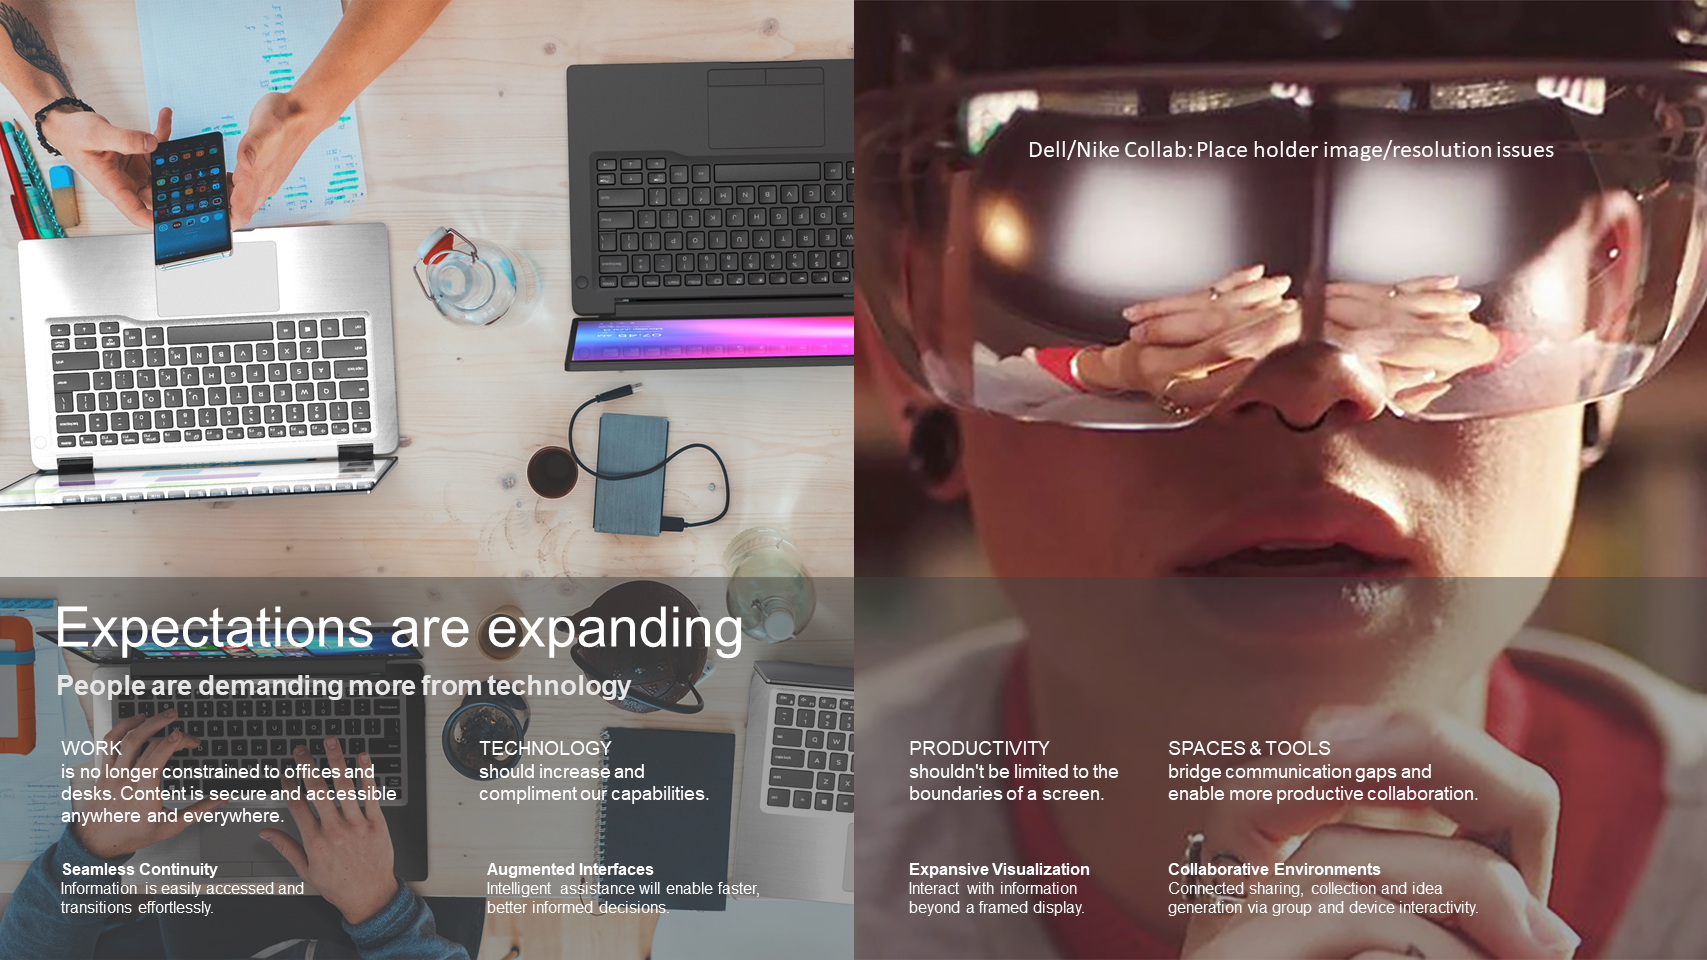 Dell/Nike Collab: Place holder image/resolution issues
Expectations are expanding
People are demanding more from technology
WORK
is no longer constrained to offices and
desks. Content is secure and accessible
anywhere and everywhere.
TECHNOLOGY
should increase and
compliment our capabilities.
PRODUCTIVITY
shouldn't be limited to the
boundaries of a screen.
SPACES & TOOLS
bridge communication gaps and
enable more productive collaboration.
Seamless Continuity
Information is easily accessed and
transitions effortlessly.
Augmented Interfaces
Intelligent assistance will enable faster,
better informed decisions.
Expansive Visualization
Interact with information
beyond a framed display.
Collaborative Environments
Connected sharing, collection and idea
generation via group and device interactivity.